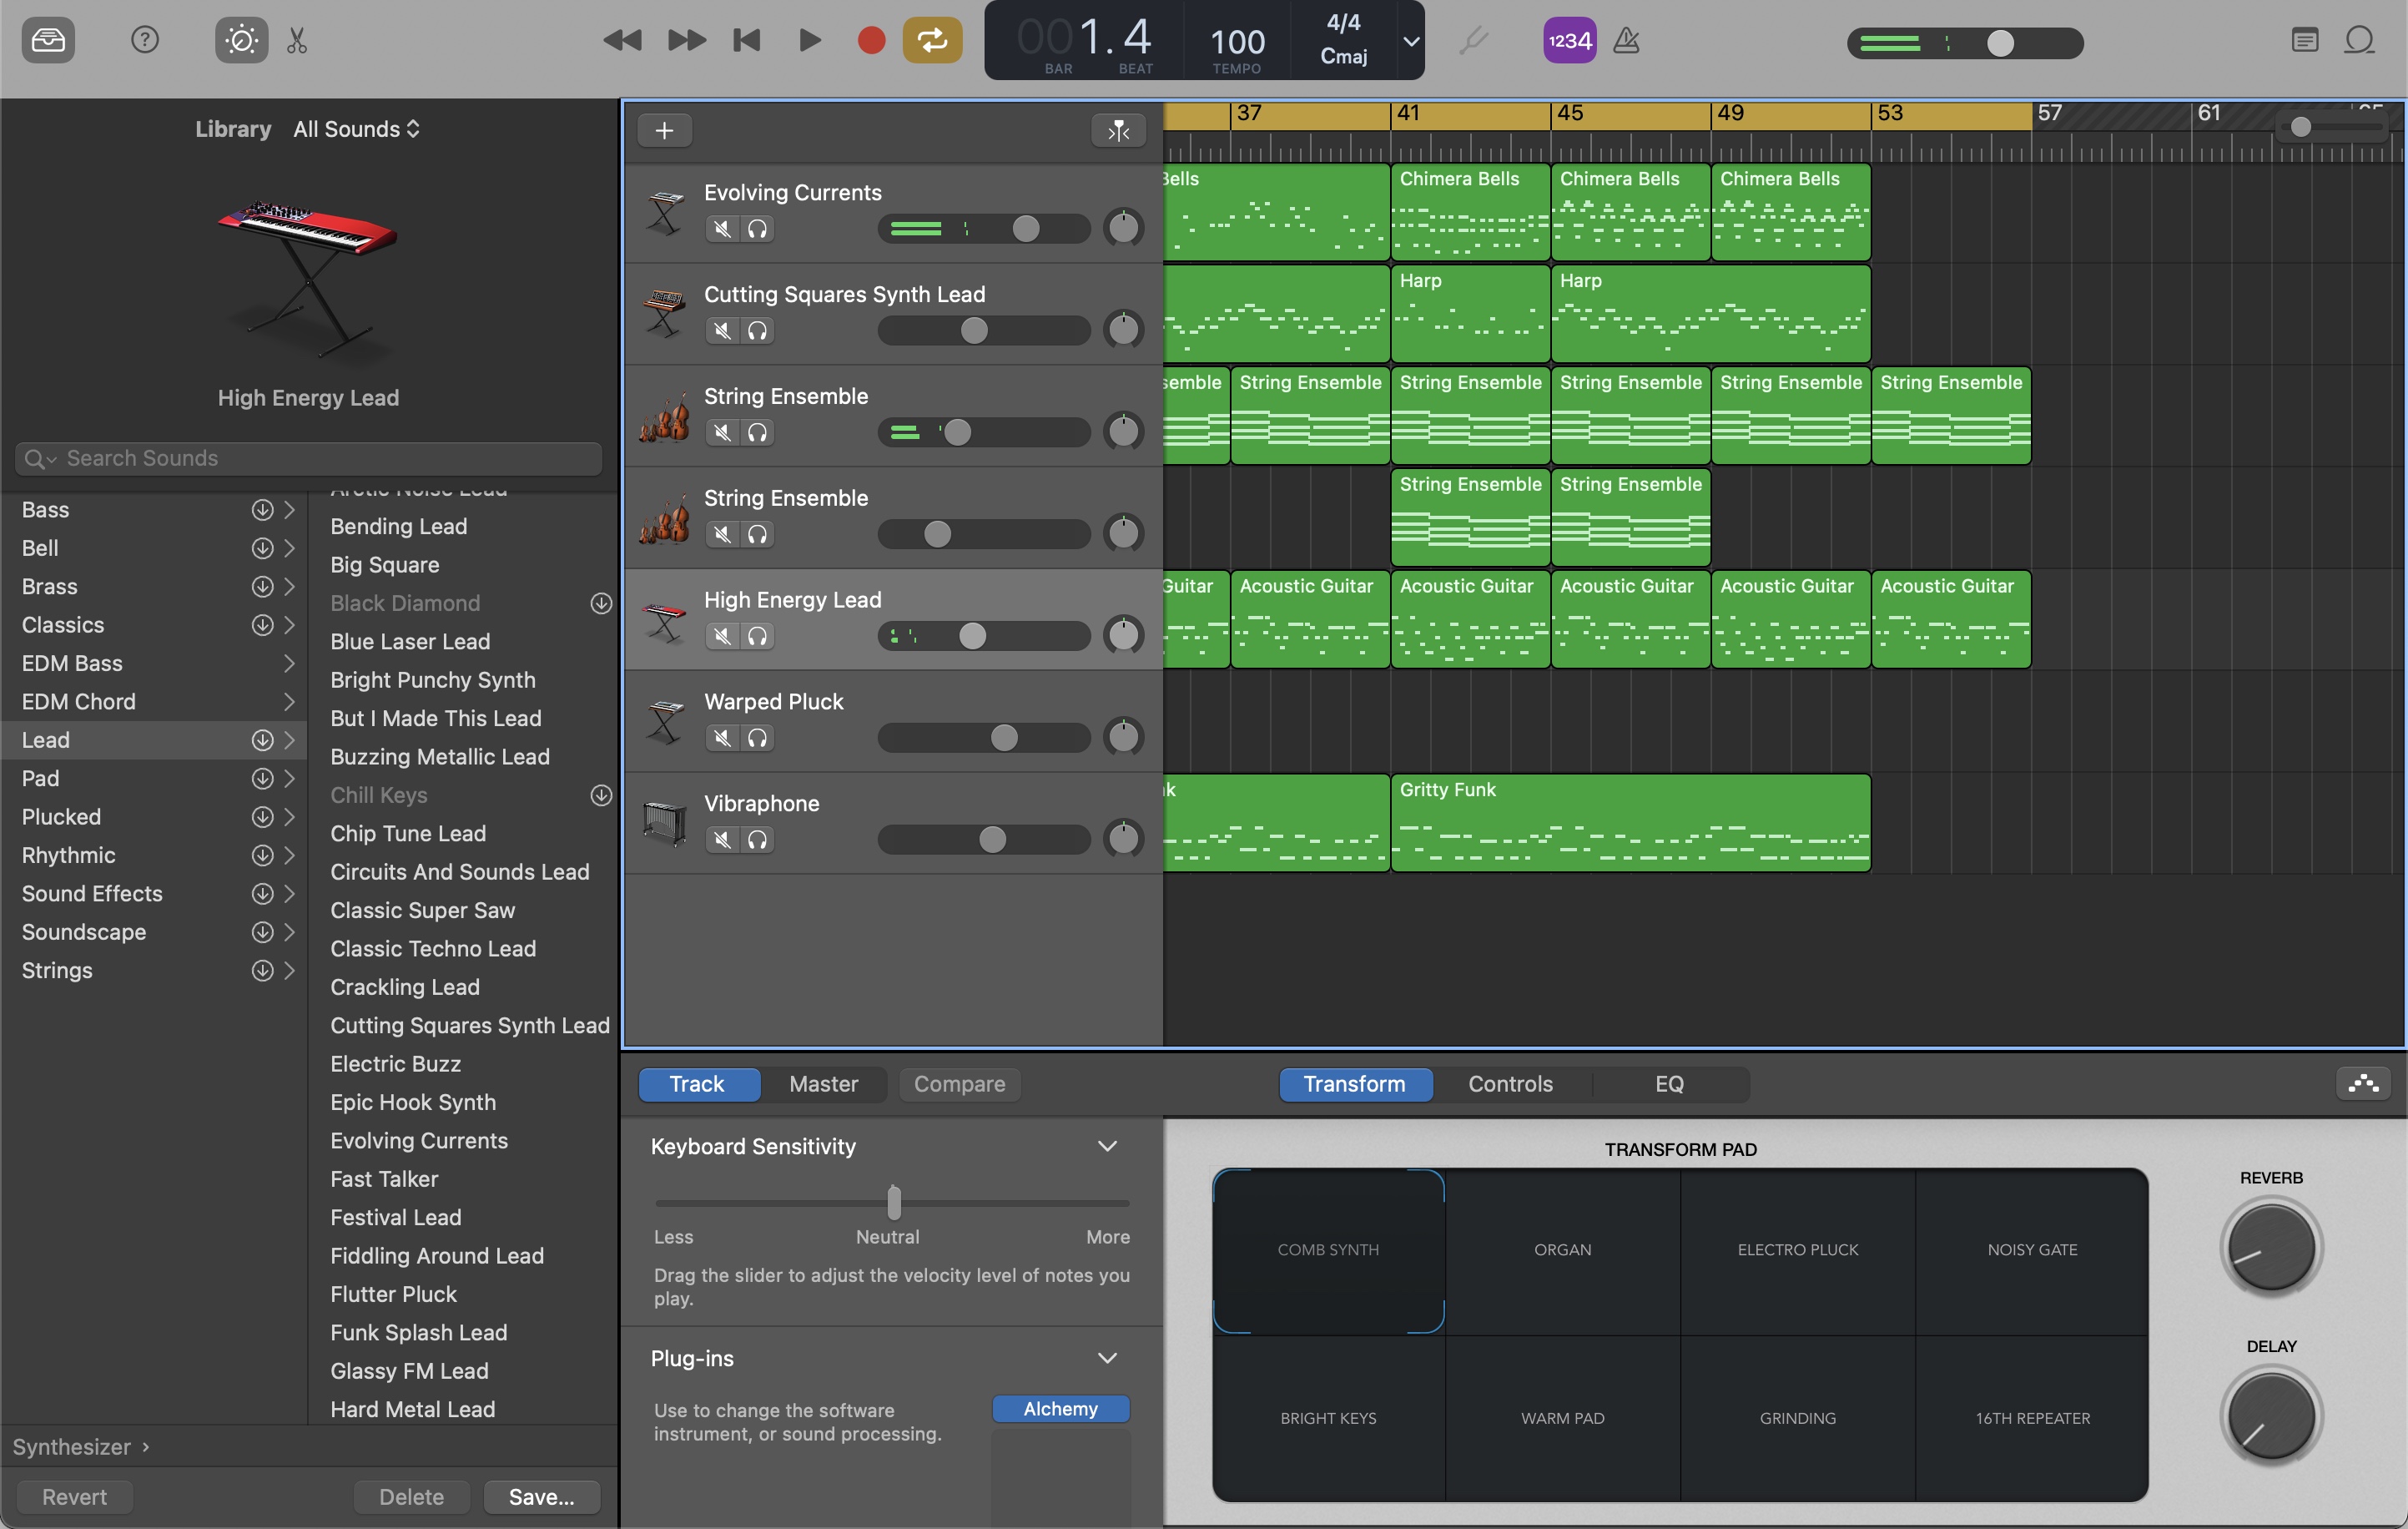 001.4
BAR
BEAT
100
TEMPO
4/4
Cmaj
1234
Library
All Sounds
High Energy Lead
Search Sounds
Bass
Bell
Brass
Classics
EDM Bass
EDM Chord
Lead
Pad
Plucked
Rhythmic
Sound Effects
Soundscape
Strings
Arctic Noise Lead
Bending Lead
Big Square
Black Diamond
Blue Laser Lead
Bright Punchy Synth
But I Made This Lead
Buzzing Metallic Lead
Chill Keys
Chip Tune Lead
Circuits And Sounds Lead
Classic Super Saw
Classic Techno Lead
Crackling Lead
Cutting Squares Synth Lead
Electric Buzz
Epic Hook Synth
Evolving Currents
Fast Talker
Festival Lead
Fiddling Around Lead
Flutter Pluck
Funk Splash Lead
Glassy FM Lead
Hard Metal Lead
Synthesizer
Revert
Delete
Save...
37 41 45 49 53 57 61 65
Evolving Currents
Bells
Chimera Bells
Chimera Bells
Chimera Bells
Cutting Squares Synth Lead
Harp
Harp
String Ensemble
semble
String Ensemble
String Ensemble
String Ensemble
String Ensemble
String Ensemble
String Ensemble
String Ensemble
String Ensemble
High Energy Lead
Guitar
Acoustic Guitar
Acoustic Guitar
Acoustic Guitar
Acoustic Guitar
Acoustic Guitar
Warped Pluck
Vibraphone
k
Gritty Funk
Track
Master
Compare
Transform
Controls
EQ
Keyboard Sensitivity
Less
Neutral
More
Drag the slider to adjust the velocity level of notes you
play.
Plug-ins
Use to change the software
instrument, or sound processing.
Alchemy
TRANSFORM PAD
COMB SYNTH
ORGAN
ELECTRO PLUCK
NOISY GATE
BRIGHT KEYS
WARM PAD
GRINDING
16TH REPEATER
REVERB
DELAY